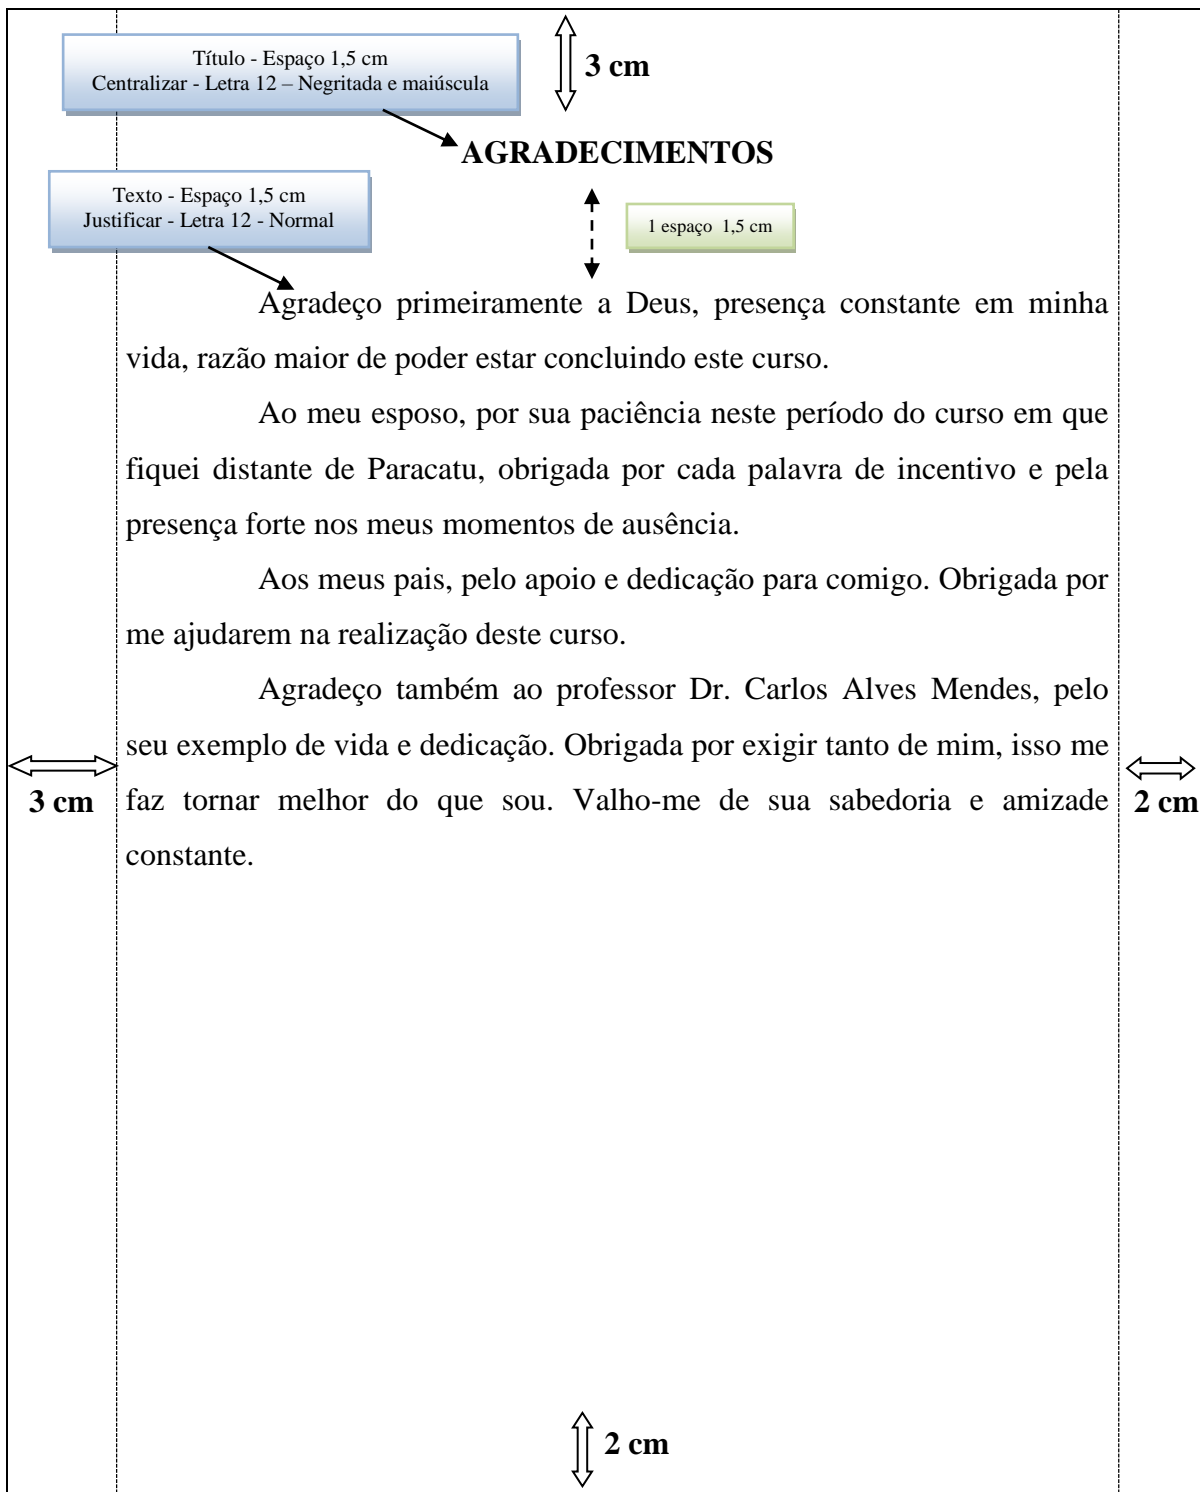 Título - Espaço 1,5 cm
Centralizar - Letra 12 – Negritada e maiúscula
3 cm
AGRADECIMENTOS
Texto - Espaço 1,5 cm
Justificar - Letra 12 - Normal
1 espaço 1,5 cm
Agradeço primeiramente a Deus, presença constante em minha
vida, razão maior de poder estar concluindo este curso.
Ao meu esposo, por sua paciência neste período do curso em que
fiquei distante de Paracatu, obrigada por cada palavra de incentivo e pela
presença forte nos meus momentos de ausência.
Aos meus pais, pelo apoio e dedicação para comigo. Obrigada por
me ajudarem na realização deste curso.
Agradeço também ao professor Dr. Carlos Alves Mendes, pelo
seu exemplo de vida e dedicação. Obrigada por exigir tanto de mim, isso me
faz tornar melhor do que sou. Valho-me de sua sabedoria e amizade
constante.
3 cm
2 cm
2 cm